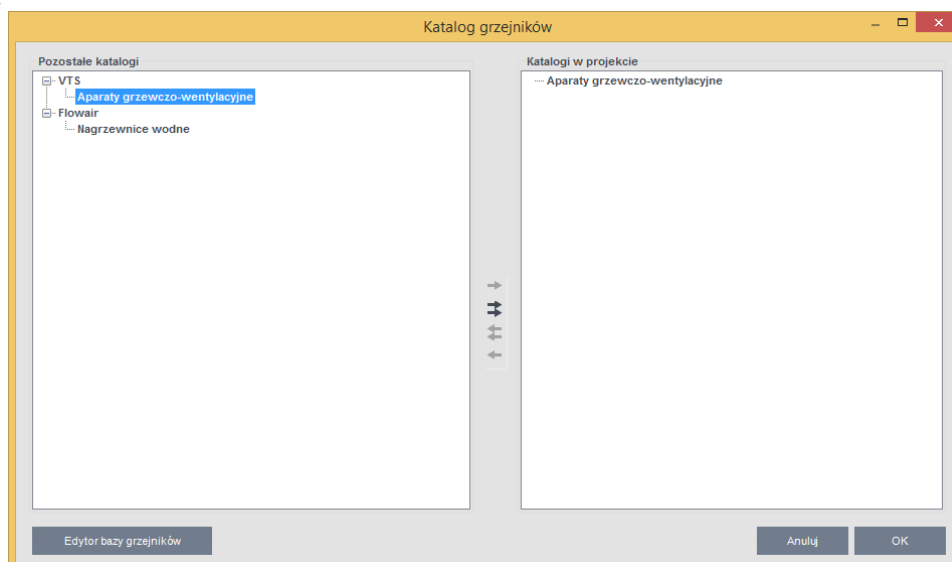 Katalog grzejników
Pozostałe katalogi
VTS
Aparaty grzewczo-wentylacyjne
Flowair
Nagrzewnice wodne
Katalogi w projekcie
Aparaty grzewczo-wentylacyjne
Edytor bazy grzejników
Anuluj
OK